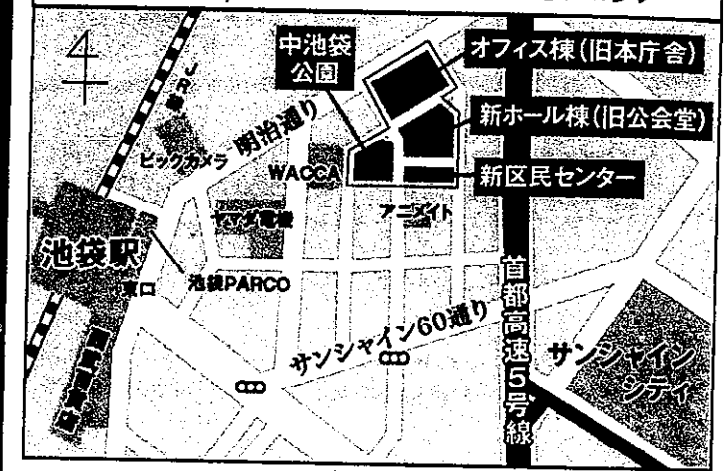 中池袋
公園
オフィス棟(旧本庁舎)
新ホール棟(旧公会堂)
新区民センター
JR線
明治通り
ビックカメラ
WACCA
アニメイト
ヤマダ電機
池袋駅
東口
池袋PARCO
サンシャイン60通り
首都高速5号線
サンシャイン
シティ